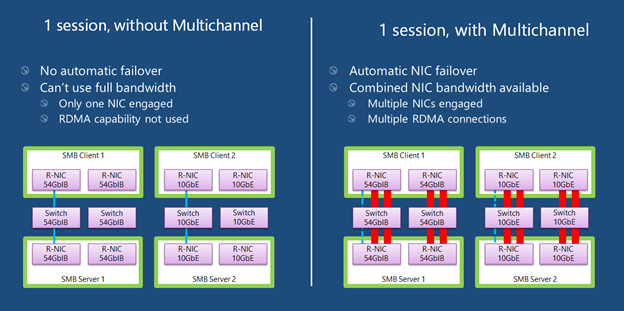 1 session, without Multichannel
No automatic failover
Can't use full bandwidth
Only one NIC engaged
RDMA capability not used
SMB Client 1
R-NIC
54GbIB
R-NIC
54GbIB
Switch
54GbIB
Switch
54GbIB
R-NIC
54GbIB
R-NIC
54GbIB
SMB Server 1
SMB Client 2
R-NIC
10GbE
R-NIC
10GbE
Switch
10GbE
Switch
10GbE
R-NIC
10GbE
R-NIC
10GbE
SMB Server 2
1 session, with Multichannel
Automatic NIC failover
Combined NIC bandwidth available
Multiple NICs engaged
Multiple RDMA connections
SMB Client 1
R-NIC
54GbIB
R-NIC
54GbIB
Switch
54GbIB
Switch
54GbIB
R-NIC
54GbIB
R-NIC
54GbIB
SMB Server 1
SMB Client 2
R-NIC
10GbE
R-NIC
10GbE
Switch
10GbE
Switch
10GbE
R-NIC
10GbE
R-NIC
10GbE
SMB Server 2